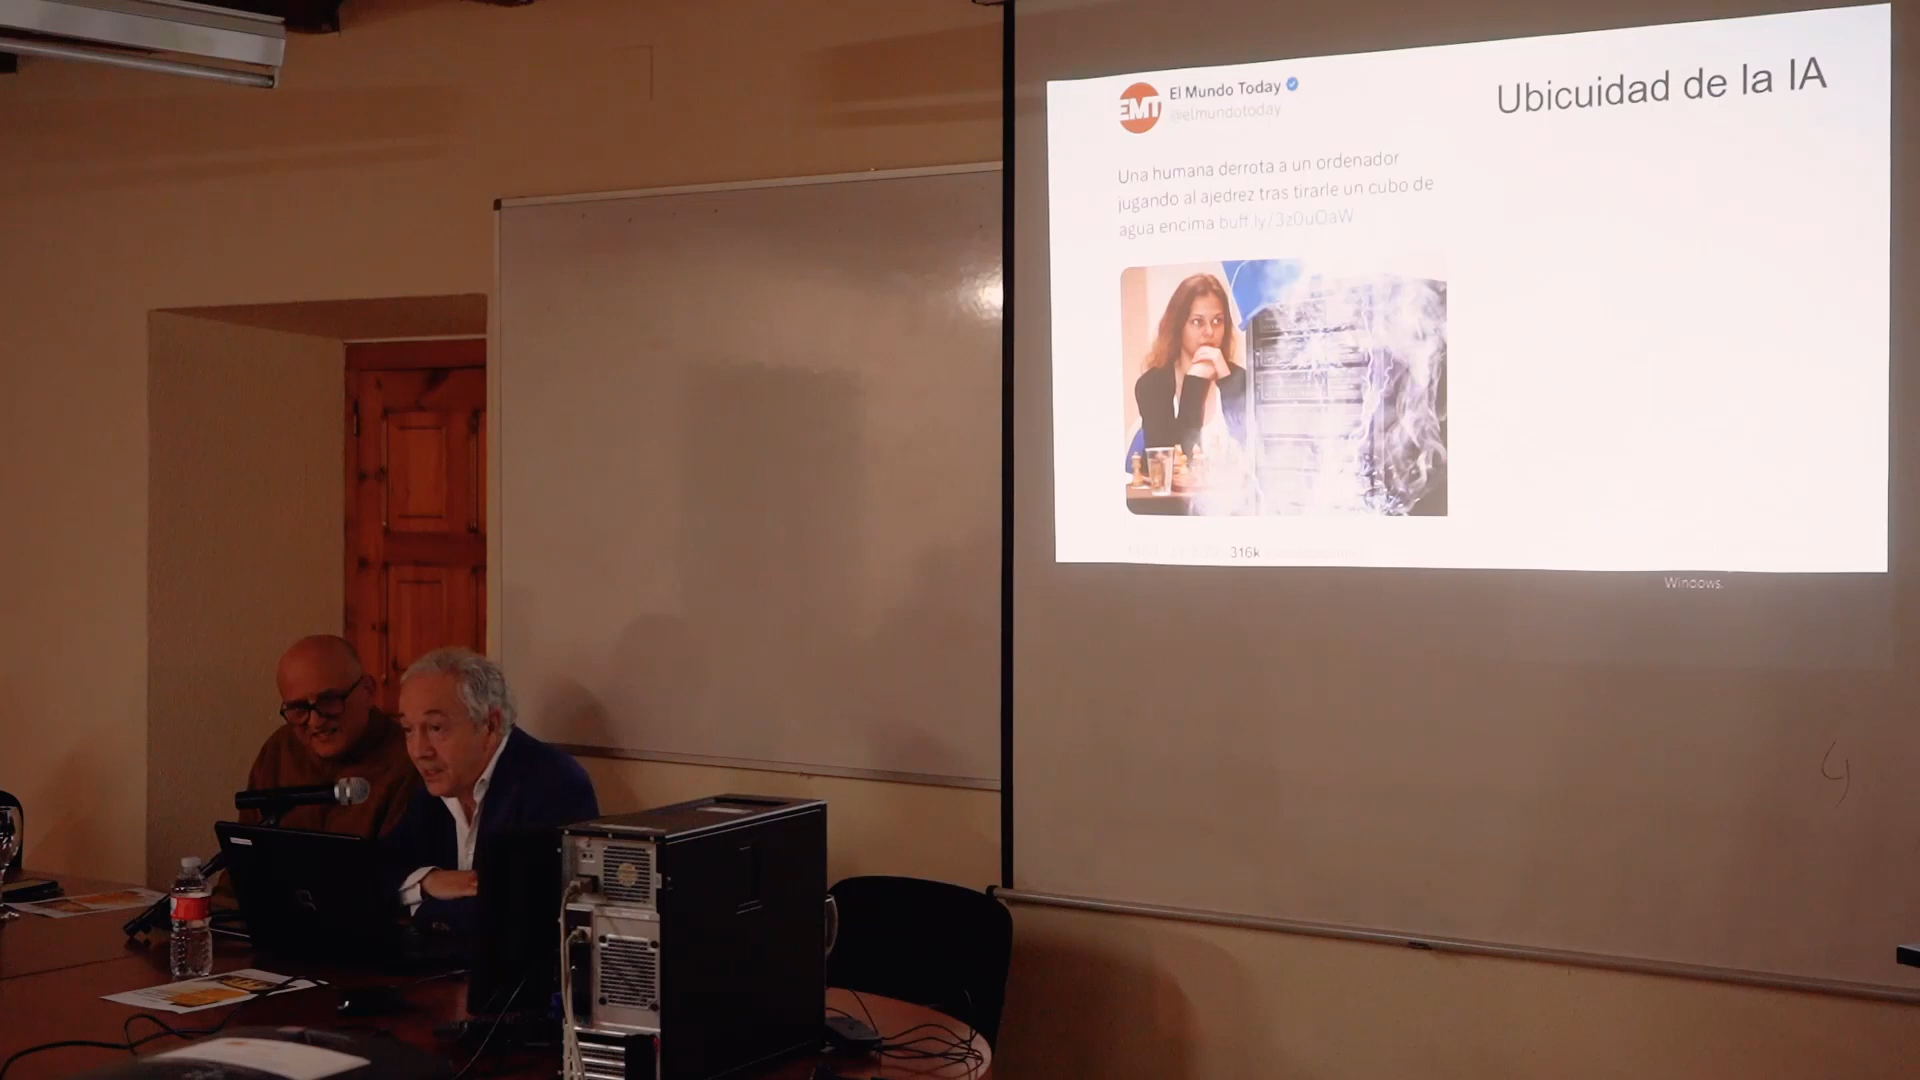 EMT
El Mundo Today
@elmundotoday
Ubicuidad de la IA
Una humana derrota a un ordenador
jugando al ajedrez tras tirarle un cubo de
agua encima buff.ly/3z0uOaW
316k
Windows.